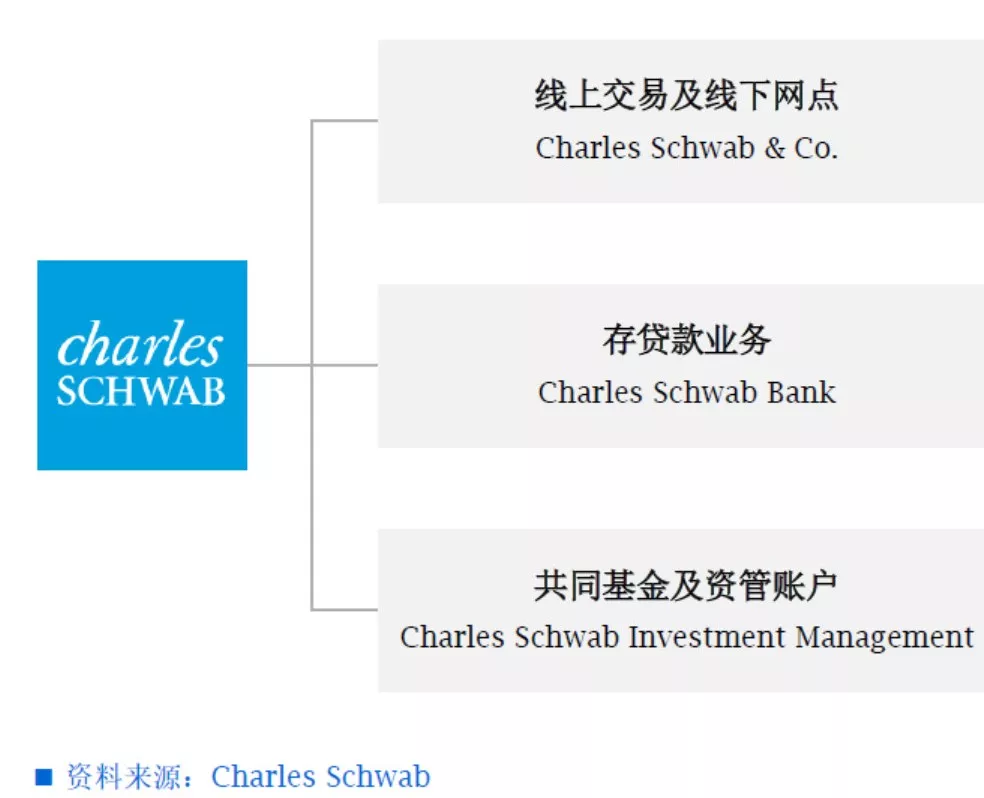 线上交易及线下网点
Charles Schwab & Co.
charles
SCHWAB
存贷款业务
Charles Schwab Bank
共同基金及资管账户
Charles Schwab Investment Management
资料来源：Charles Schwab